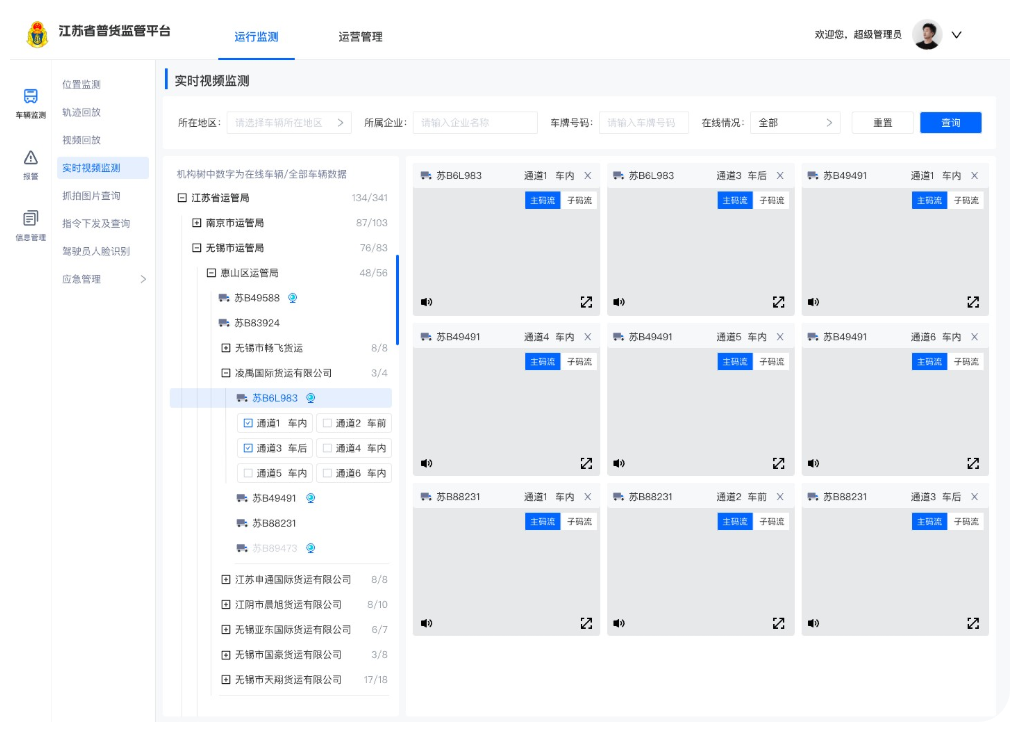 江苏省普货监管平台
运行监测
运营管理
欢迎您，超级管理员
车辆监测
报警
信息管理
位置监测
轨迹回放
视频回放
实时视频监测
抓拍图片查询
指令下发及查询
驾驶员人脸识别
应急管理
实时视频监测
所在地区： 请选择车辆所在地区
所属企业： 请输入企业名称
车牌号码： 请输入车牌号码
在线情况： 全部
重置
查询
机构树中数字为在线车辆/全部车辆数据
江苏省运管局 134/341
南京市运管局 87/103
无锡市运管局 76/83
惠山区运管局 48/56
苏B49588
苏B83924
无锡市畅飞货运 8/8
凌禹国际货运有限公司 3/4
苏B6L983
通道1 车内 通道2 车前
通道3 车后 通道4 车内
通道5 车内 通道6 车内
苏B49491
苏B88231
苏B89473
江苏申通国际货运有限公司 8/8
江阴市晨旭货运有限公司 8/10
无锡亚东国际货运有限公司 6/7
无锡市国豪货运有限公司 3/8
无锡市天翔货运有限公司 17/18
苏B6L983 通道1 车内 X
主码流 子码流
苏B6L983 通道3 车后 X
主码流 子码流
苏B49491 通道1 车内 X
主码流 子码流
苏B49491 通道4 车内 X
主码流 子码流
苏B49491 通道5 车内 X
主码流 子码流
苏B49491 通道6 车内 X
主码流 子码流
苏B88231 通道1 车内 X
主码流 子码流
苏B88231 通道2 车前 X
主码流 子码流
苏B88231 通道3 车后 X
主码流 子码流